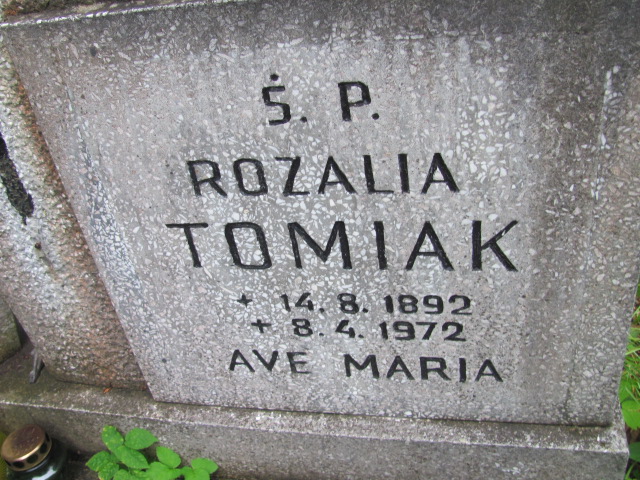 Ś. P.
ROZALIA
TOMIAK
+ 14. 8. 1892
+ 8. 4. 1972
AVE MARIA